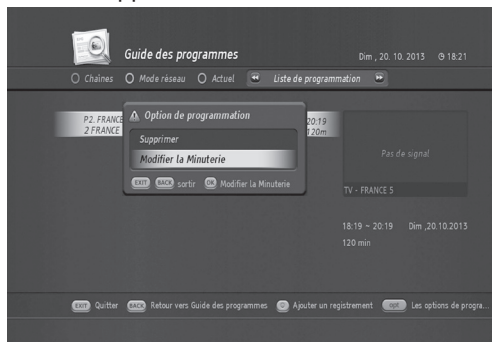 Guide des programmes
Dim , 20. 10. 2013 18:21
Chaînes Mode rèseau Actuel Liste de programmation
P2. FRANCE
2 FRANCE
20:19
120m
Option de programmation
Supprimer
Modifier la Minuterie
EXIT BACK sortir OK Modifier la Minuterie
Pas de signal
TV - FRANCE 5
18:19 ~ 20:19 Dim ,20.10.2013
120 min
EXIT Quitter BACK Retour vers Guide des programmes Ajouter un registrement opt Les options de progra...